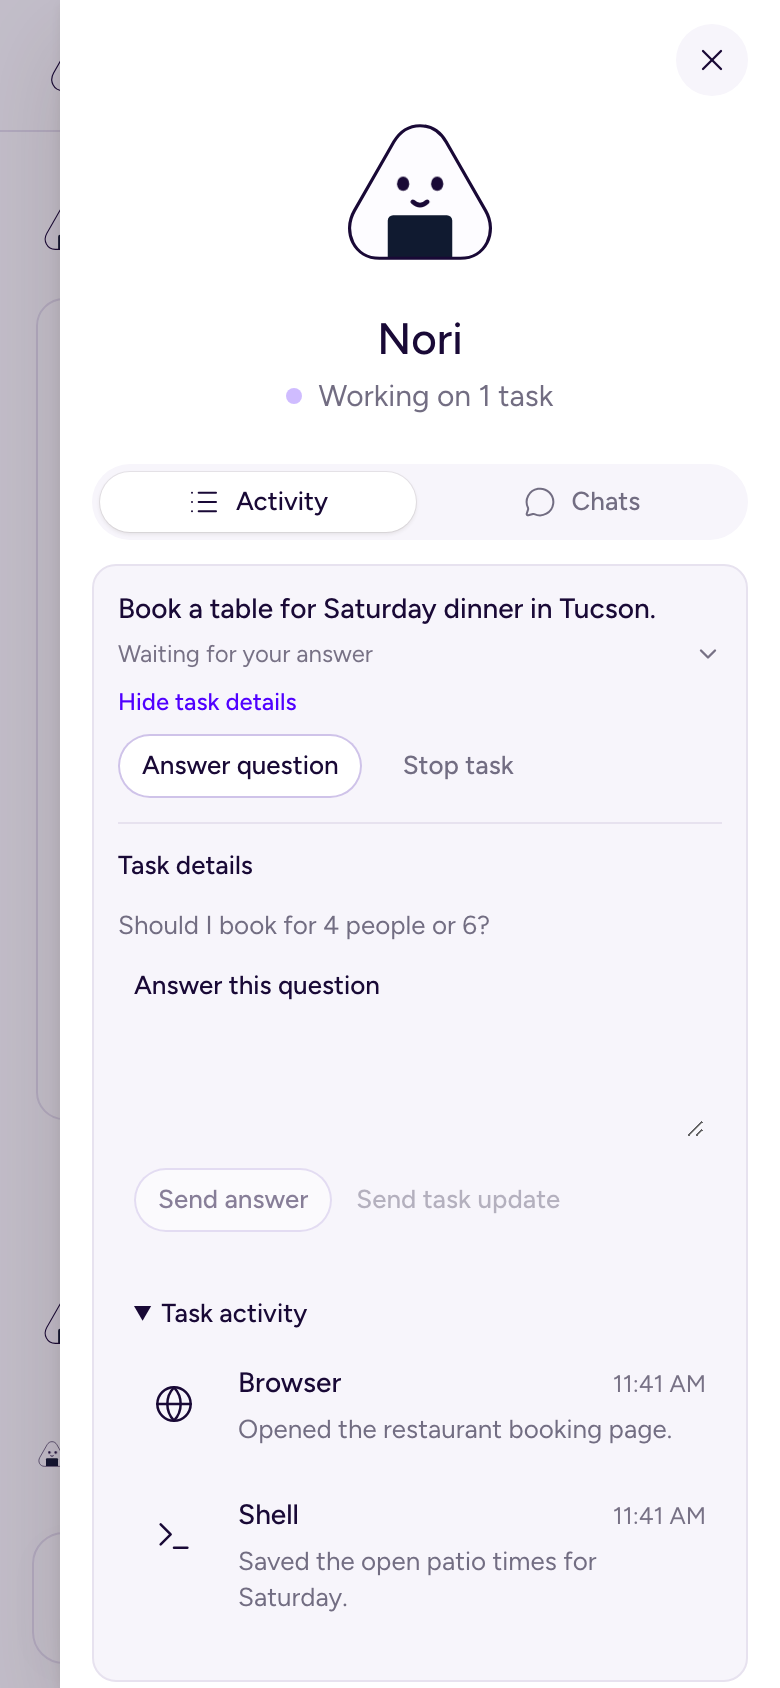 Nori
Working on 1 task
Activity
Chats
Book a table for Saturday dinner in Tucson.
Waiting for your answer
Hide task details
Answer question
Stop task
Task details
Should I book for 4 people or 6?
Answer this question
Send answer
Send task update
Task activity
Browser
11:41 AM
Opened the restaurant booking page.
Shell
11:41 AM
Saved the open patio times for
Saturday.